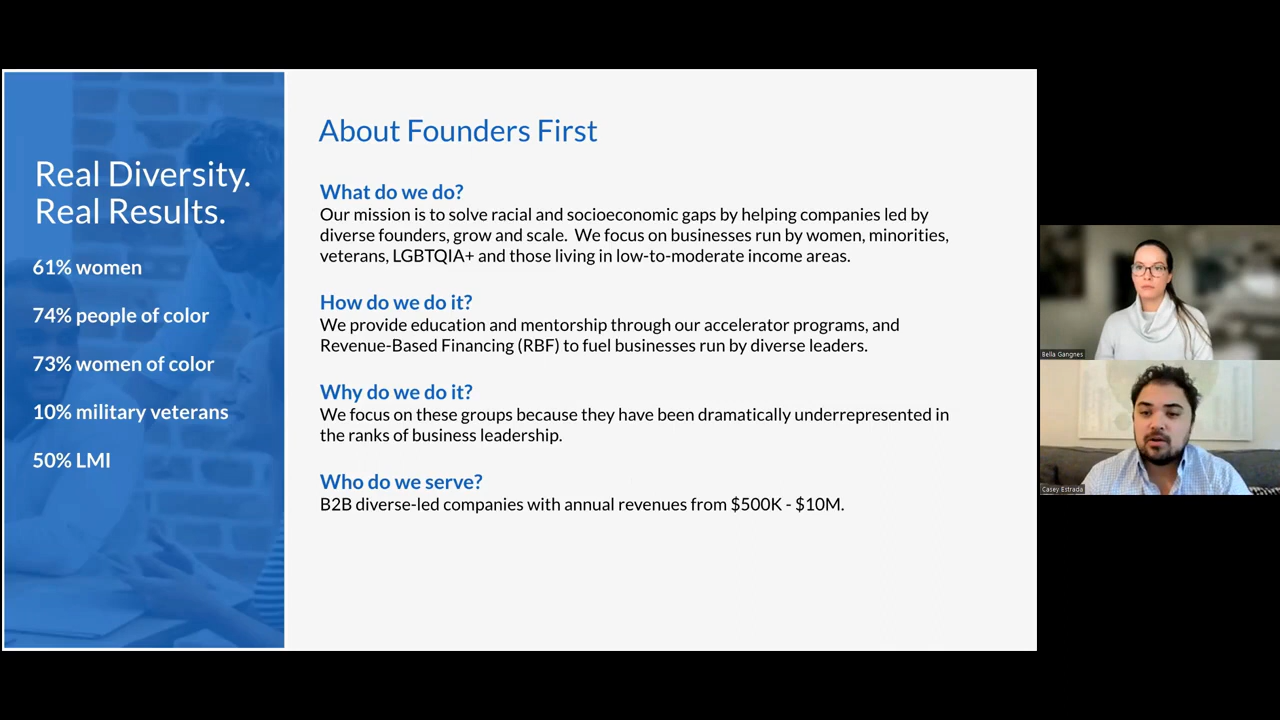 Real Diversity.
Real Results.
61% women
74% people of color
73% women of color
10% military veterans
50% LMI
About Founders First
What do we do?
Our mission is to solve racial and socioeconomic gaps by helping companies led by
diverse founders, grow and scale.  We focus on businesses run by women, minorities,
veterans, LGBTQIA+ and those living in low-to-moderate income areas.
How do we do it?
We provide education and mentorship through our accelerator programs, and
Revenue-Based Financing (RBF) to fuel businesses run by diverse leaders.
Why do we do it?
We focus on these groups because they have been dramatically underrepresented in
the ranks of business leadership.
Who do we serve?
B2B diverse-led companies with annual revenues from $500K - $10M.
Bella Gangnes
Casey Estrada